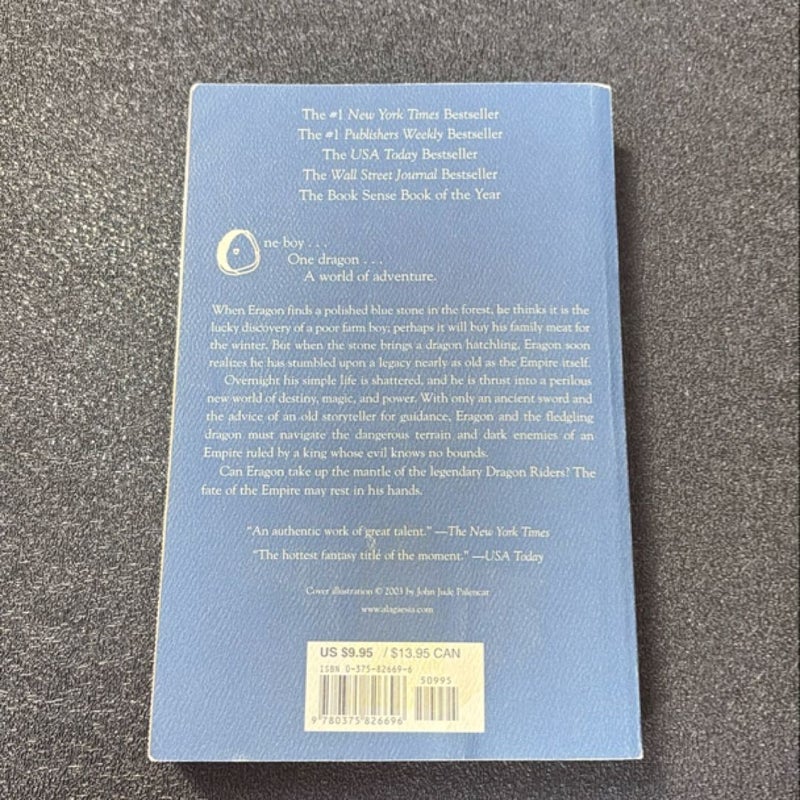 The #1 New York Times Bestseller
The #1 Publishers Weekly Bestseller
The USA Today Bestseller
The Wall Street Journal Bestseller
The Book Sense Book of the Year
One boy . . .
One dragon . . .
A world of adventure.
When Eragon finds a polished blue stone in the forest, he thinks it is the
lucky discovery of a poor farm boy; perhaps it will buy his family meat for
the winter. But when the stone brings a dragon hatchling, Eragon soon
realizes he has stumbled upon a legacy nearly as old as the Empire itself.
Overnight his simple life is shattered, and he is thrust into a perilous
new world of destiny, magic, and power. With only an ancient sword and
the advice of an old storyteller for guidance, Eragon and the fledgling
dragon must navigate the dangerous terrain and dark enemies of an
Empire ruled by a king whose evil knows no bounds.
Can Eragon take up the mantle of the legendary Dragon Riders? The
fate of the Empire may rest in his hands.
"An authentic work of great talent." —The New York Times
"The hottest fantasy title of the moment." —USA Today
Cover illustration © 2003 by John Jude Palencar
www.alagaesia.com
US $9.95 / $13.95 CAN
ISBN 0-375-82669-6
50995
9 780375 826696